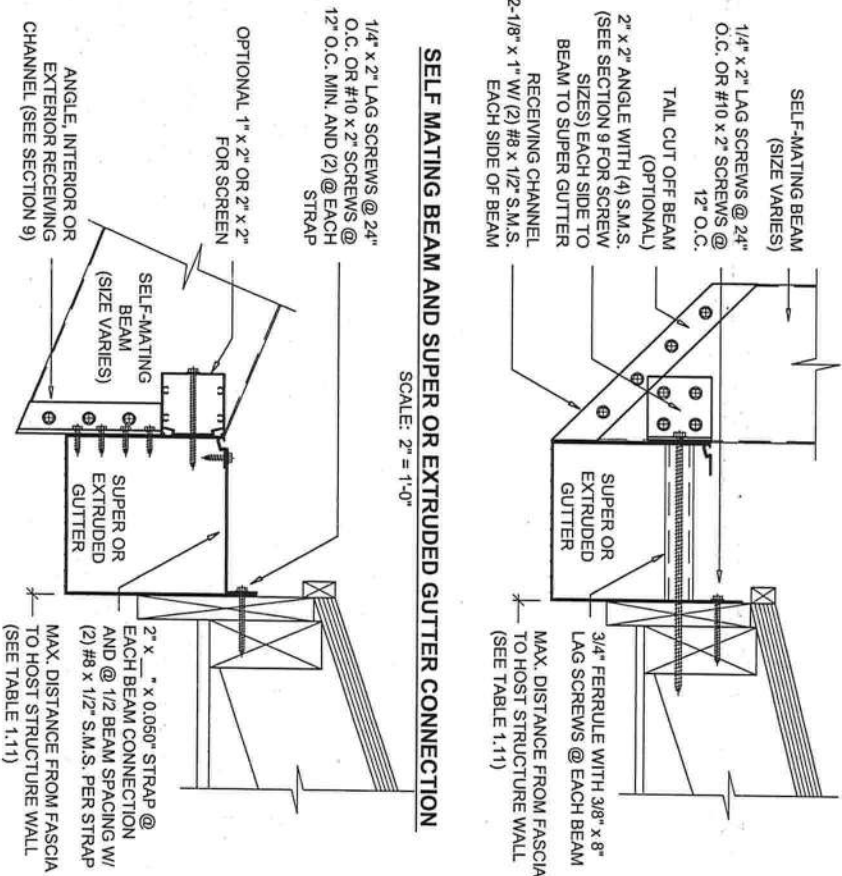 SELF-MATING BEAM
(SIZE VARIES)
1/4" x 2" LAG SCREWS @ 24"
O.C. OR #10 x 2" SCREWS @
12" O.C.
TAIL CUT OFF BEAM
(OPTIONAL)
2" x 2" ANGLE WITH (4) S.M.S.
(SEE SECTION 9 FOR SCREW
SIZES) EACH SIDE TO
BEAM TO SUPER GUTTER
RECEIVING CHANNEL
2-1/8" x 1" W/ (2) #8 x 1/2" S.M.S.
EACH SIDE OF BEAM
SUPER OR
EXTRUDED
GUTTER
3/4" FERRULE WITH 3/8" x 8"
LAG SCREWS @ EACH BEAM
MAX. DISTANCE FROM FASCIA
TO HOST STRUCTURE WALL
(SEE TABLE 1.11)
SELF MATING BEAM AND SUPER OR EXTRUDED GUTTER CONNECTION
SCALE: 2" = 1'-0"
1/4" x 2" LAG SCREWS @ 24"
O.C. OR #10 x 2" SCREWS @
12" O.C. MIN. AND (2) @ EACH
STRAP
OPTIONAL 1" x 2" OR 2" x 2"
FOR SCREEN
SELF-MATING
BEAM
(SIZE VARIES)
ANGLE, INTERIOR OR
EXTERIOR RECEIVING
CHANNEL (SEE SECTION 9)
SUPER OR
EXTRUDED
GUTTER
2" x __ " x 0.050" STRAP @
EACH BEAM CONNECTION
AND @ 1/2 BEAM SPACING W/
(2) #8 x 1/2" S.M.S. PER STRAP
MAX. DISTANCE FROM FASCIA
TO HOST STRUCTURE WALL
(SEE TABLE 1.11)